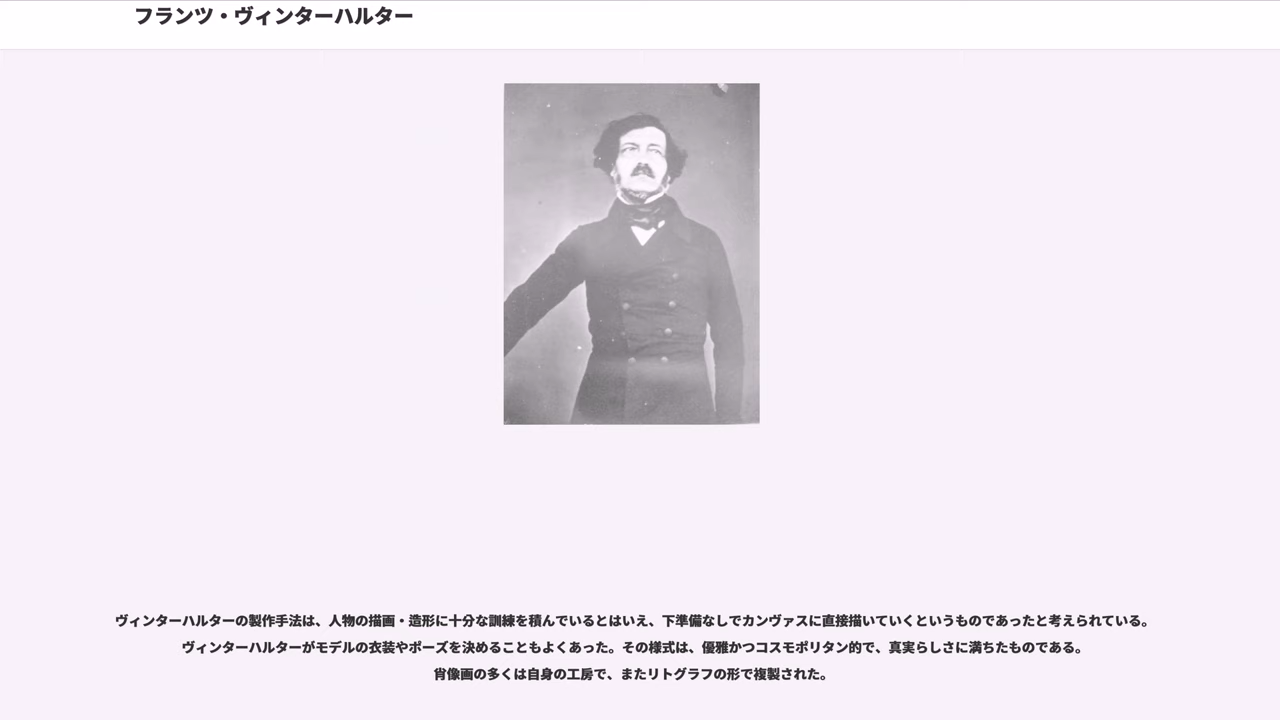 フランツ・ヴィンターハルター
ヴィンターハルターの製作手法は、人物の描画・造形に十分な訓練を積んでいるとはいえ、下準備なしでカンヴァスに直接描いていくというものであったと考えられている。
ヴィンターハルターがモデルの衣装やポーズを決めることもよくあった。その様式は、優雅かつコスモポリタン的で、真実らしさに満ちたものである。
肖像画の多くは自身の工房で、またリトグラフの形で複製された。